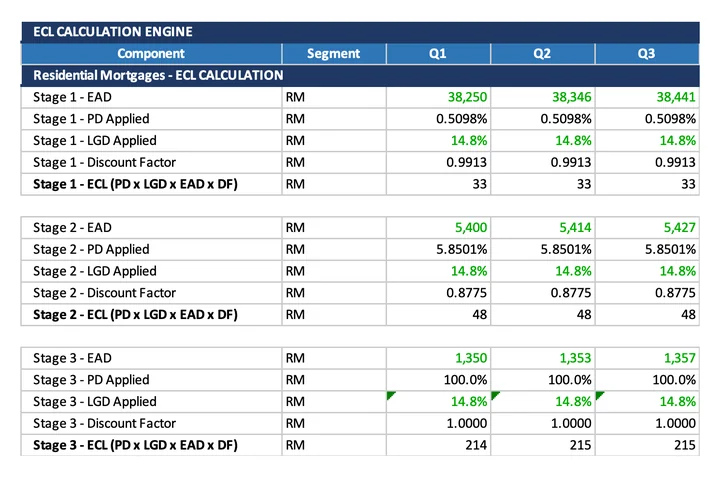 ECL CALCULATION ENGINE
Component Segment Q1 Q2 Q3
Residential Mortgages - ECL CALCULATION
Stage 1 - EAD RM 38,250 38,346 38,441
Stage 1 - PD Applied RM 0.5098% 0.5098% 0.5098%
Stage 1 - LGD Applied RM 14.8% 14.8% 14.8%
Stage 1 - Discount Factor RM 0.9913 0.9913 0.9913
Stage 1 - ECL (PD x LGD x EAD x DF) RM 33 33 33
Stage 2 - EAD RM 5,400 5,414 5,427
Stage 2 - PD Applied RM 5.8501% 5.8501% 5.8501%
Stage 2 - LGD Applied RM 14.8% 14.8% 14.8%
Stage 2 - Discount Factor RM 0.8775 0.8775 0.8775
Stage 2 - ECL (PD x LGD x EAD x DF) RM 48 48 48
Stage 3 - EAD RM 1,350 1,353 1,357
Stage 3 - PD Applied RM 100.0% 100.0% 100.0%
Stage 3 - LGD Applied RM 14.8% 14.8% 14.8%
Stage 3 - Discount Factor RM 1.0000 1.0000 1.0000
Stage 3 - ECL (PD x LGD x EAD x DF) RM 214 215 215